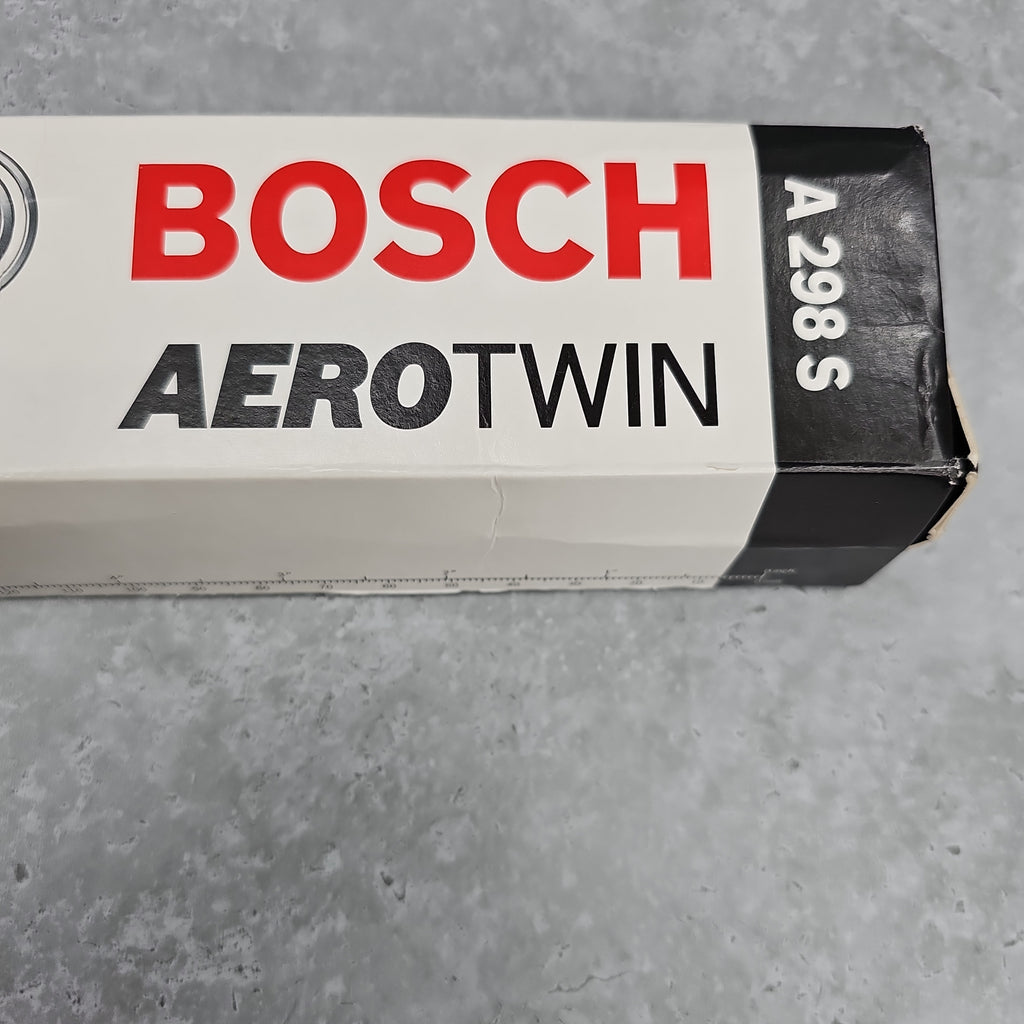 BOSCH
AEROTWIN
A 298 S